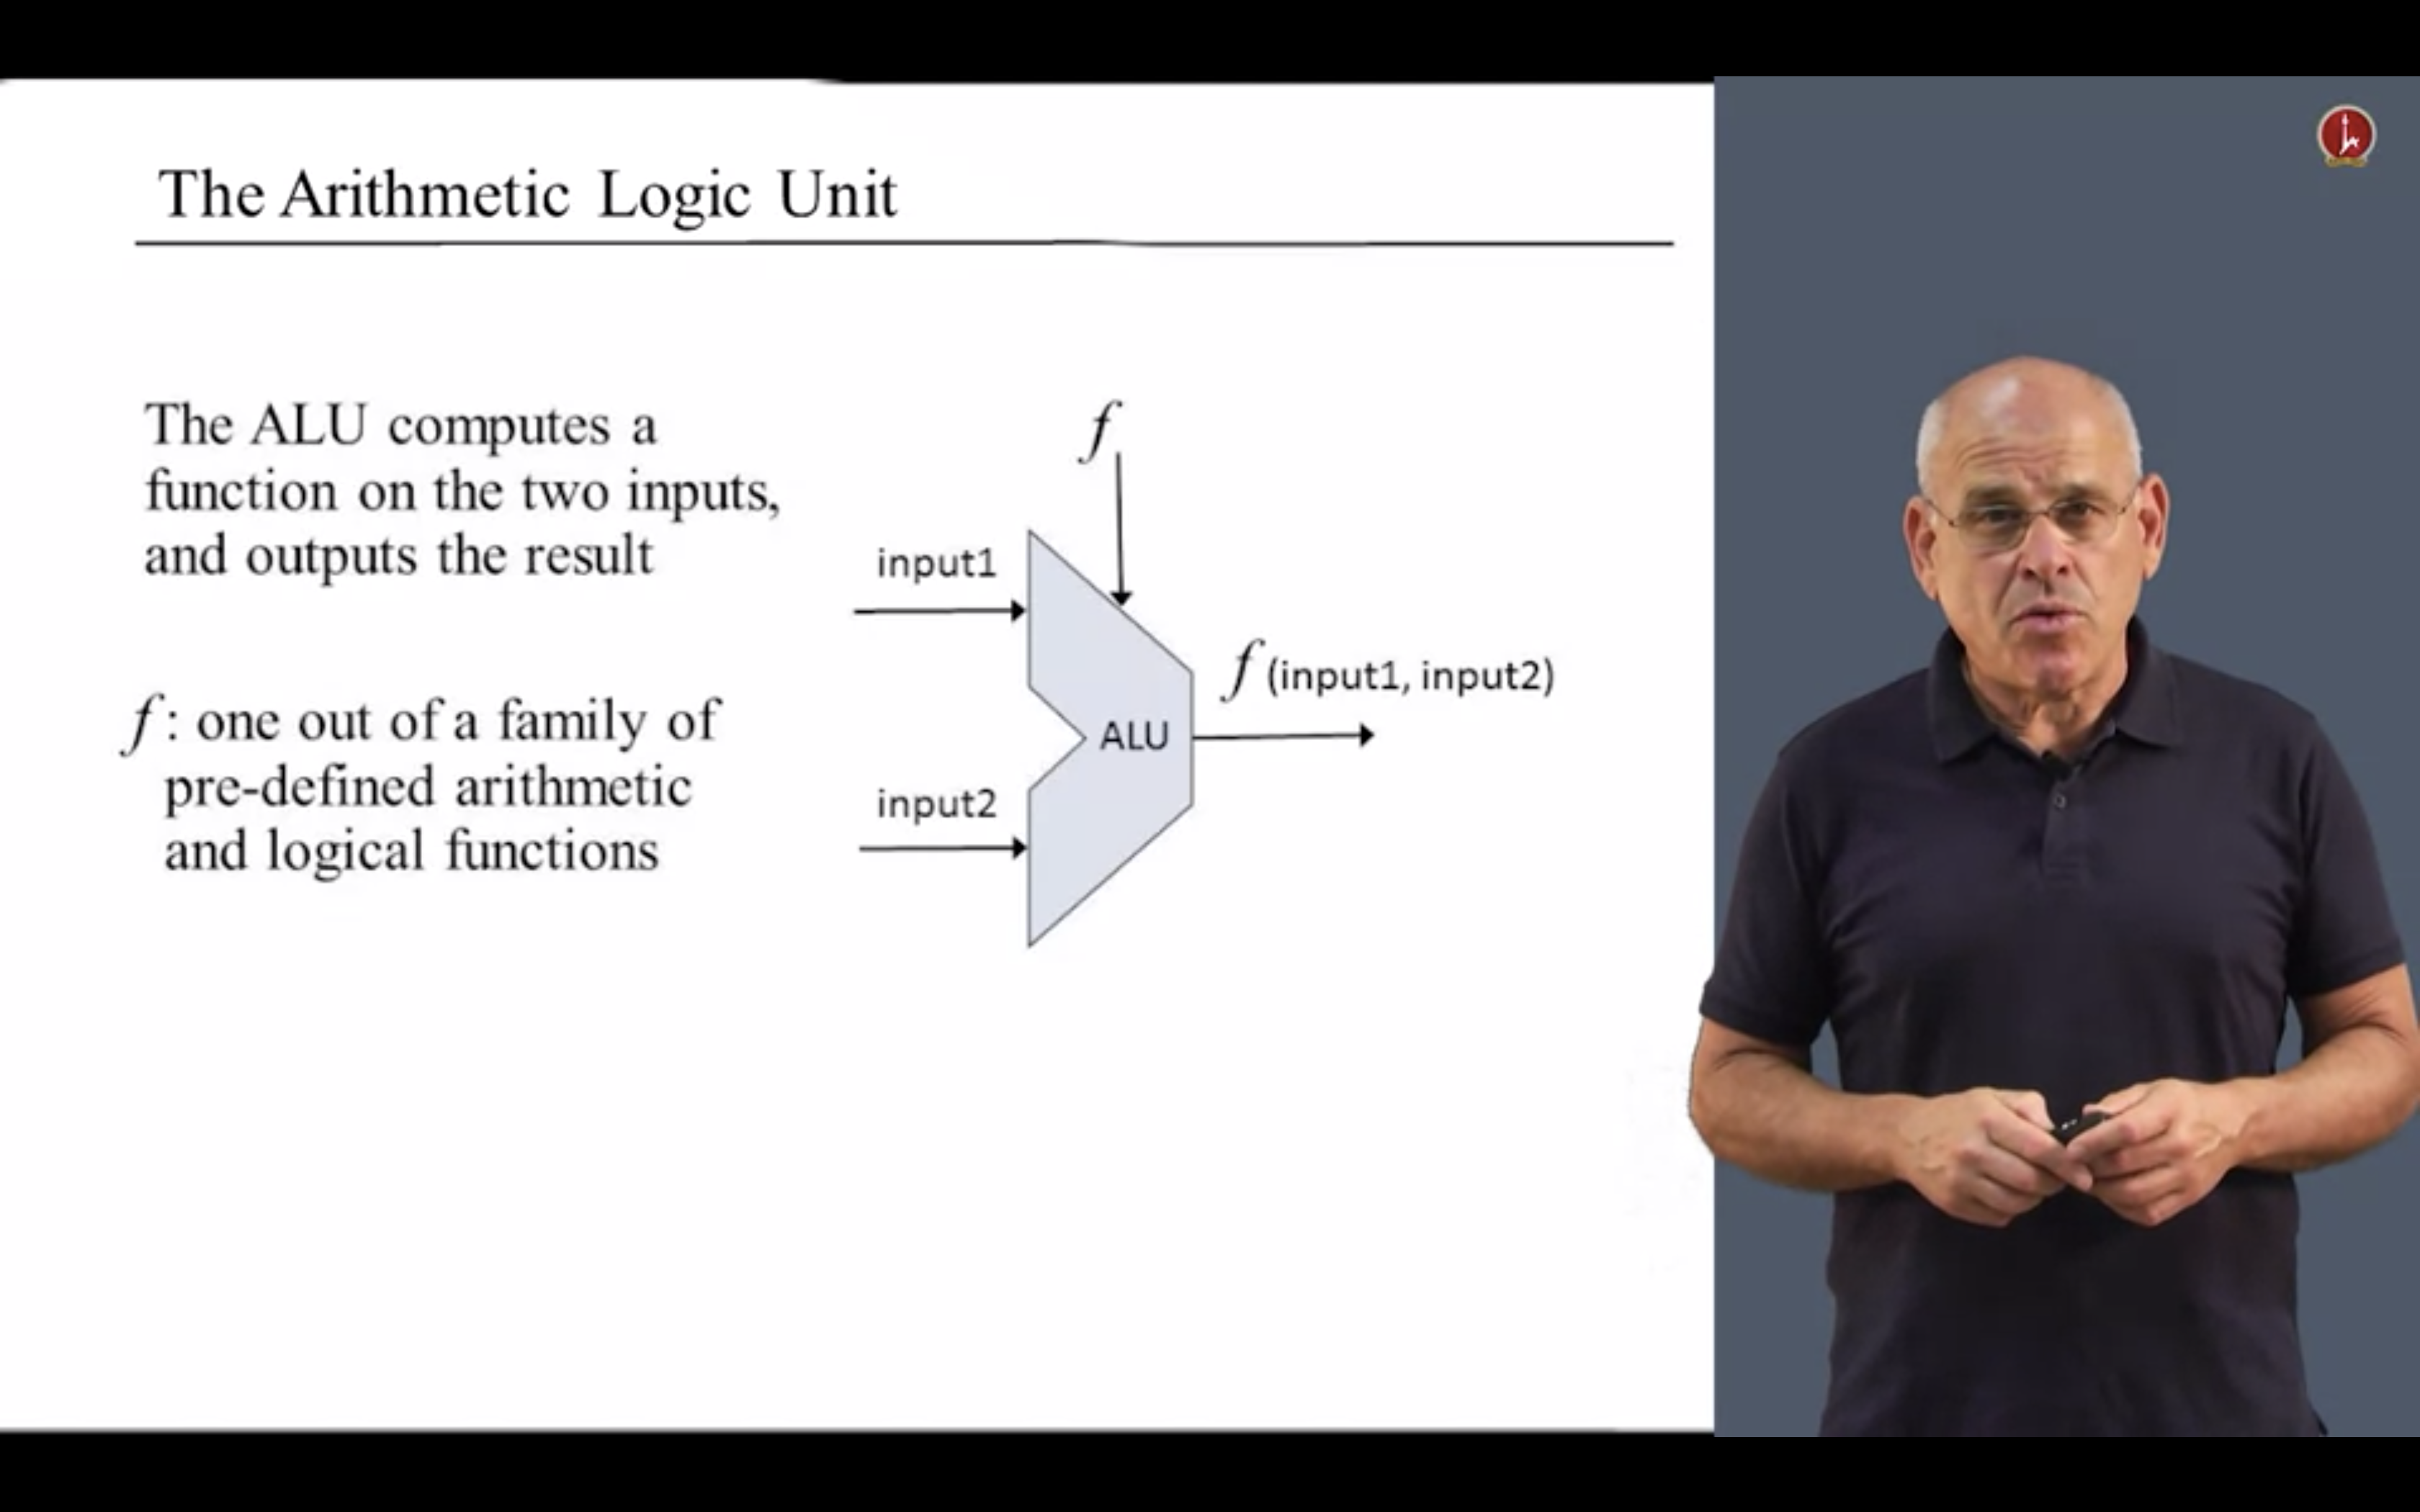 The Arithmetic Logic Unit
The ALU computes a
function on the two inputs,
and outputs the result
f: one out of a family of
pre-defined arithmetic
and logical functions
f
input1
f (input1, input2)
ALU
input2